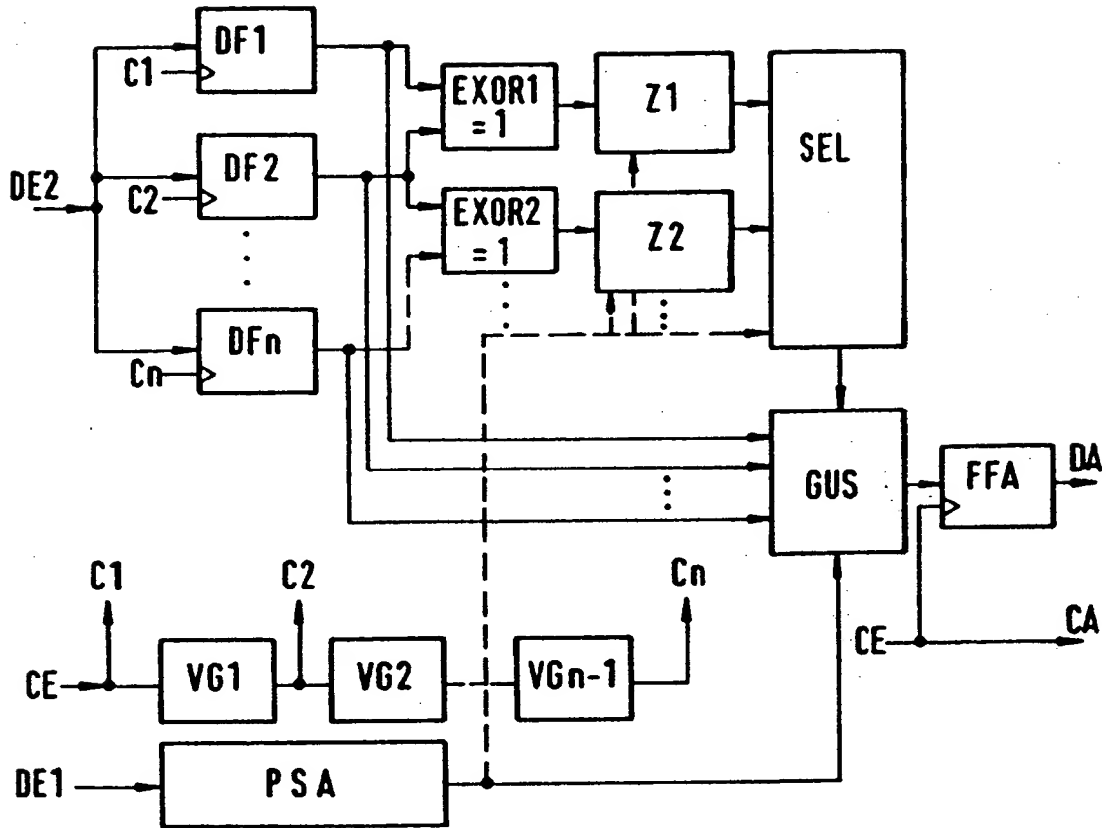 DF1
C1
EXOR1
= 1
Z1
SEL
DE2
DF2
C2
EXOR2
= 1
Z2
DFn
Cn
GUS
FFA
DA
C1
C2
Cn
CE
VG1
VG2
VGn-1
CE
CA
DE1
PSA